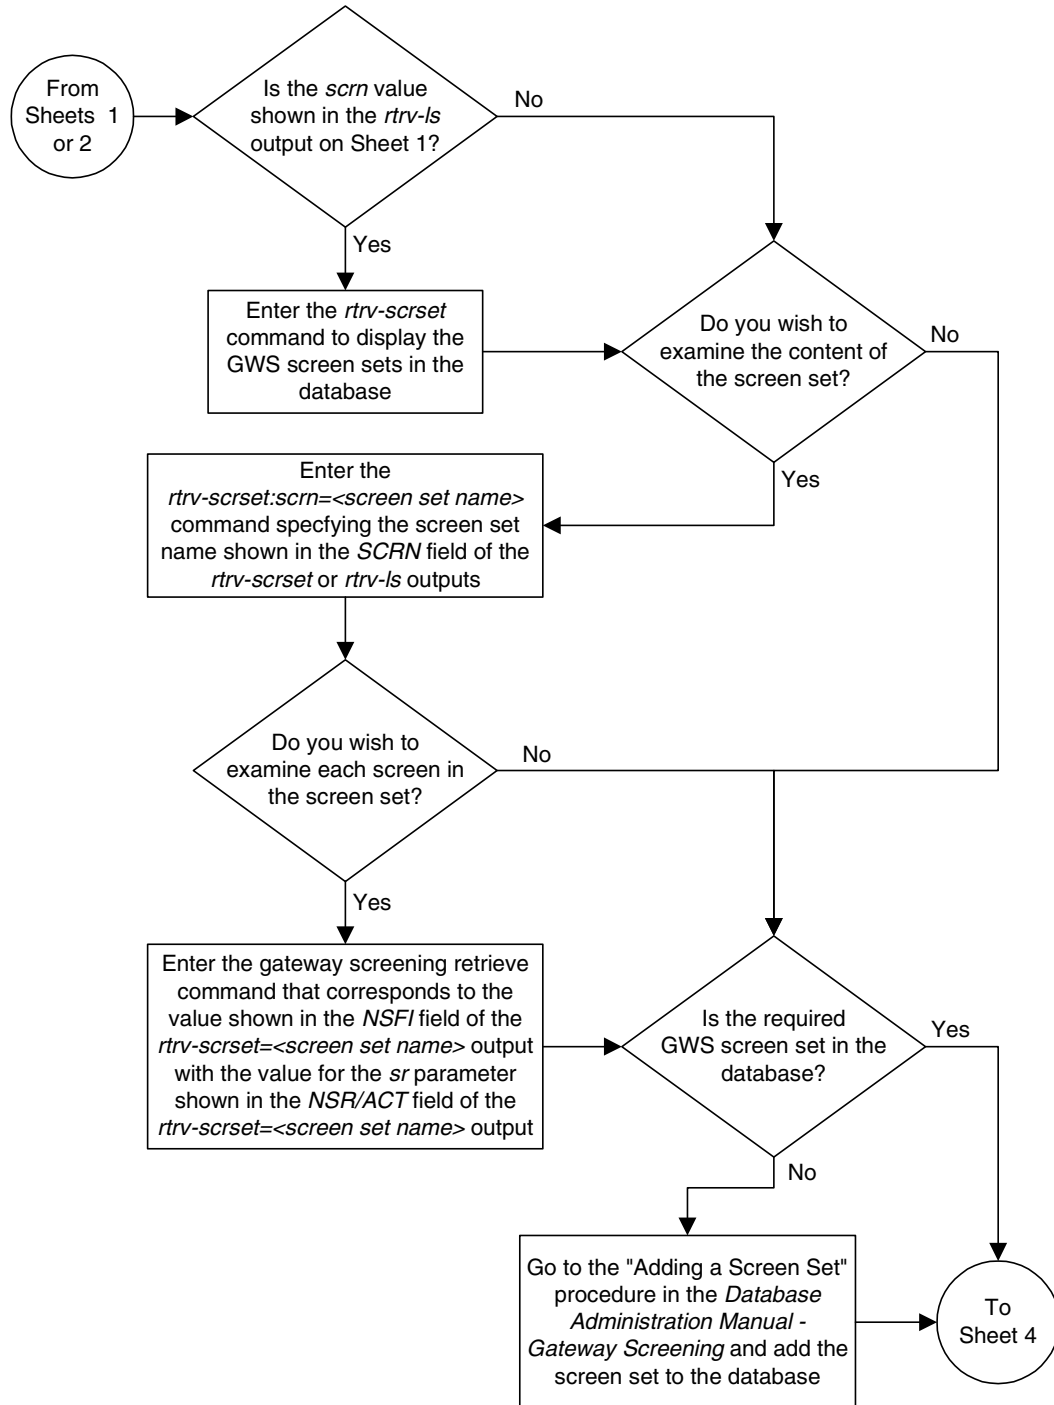 From
Sheets 1
or 2
Is the scrn value
shown in the rtrv-ls
output on Sheet 1?
No
Yes
Enter the rtrv-scrset
command to display the
GWS screen sets in the
database
Do you wish to
examine the content of
the screen set?
No
Yes
Enter the
rtrv-scrset:scrn=<screen set name>
command specfying the screen set
name shown in the SCRN field of the
rtrv-scrset or rtrv-ls outputs
Do you wish to
examine each screen in
the screen set?
No
Yes
Enter the gateway screening retrieve
command that corresponds to the
value shown in the NSFI field of the
rtrv-scrset=<screen set name> output
with the value for the sr parameter
shown in the NSR/ACT field of the
rtrv-scrset=<screen set name> output
Is the required
GWS screen set in the
database?
Yes
No
Go to the "Adding a Screen Set"
procedure in the Database
Administration Manual -
Gateway Screening and add the
screen set to the database
To
Sheet 4